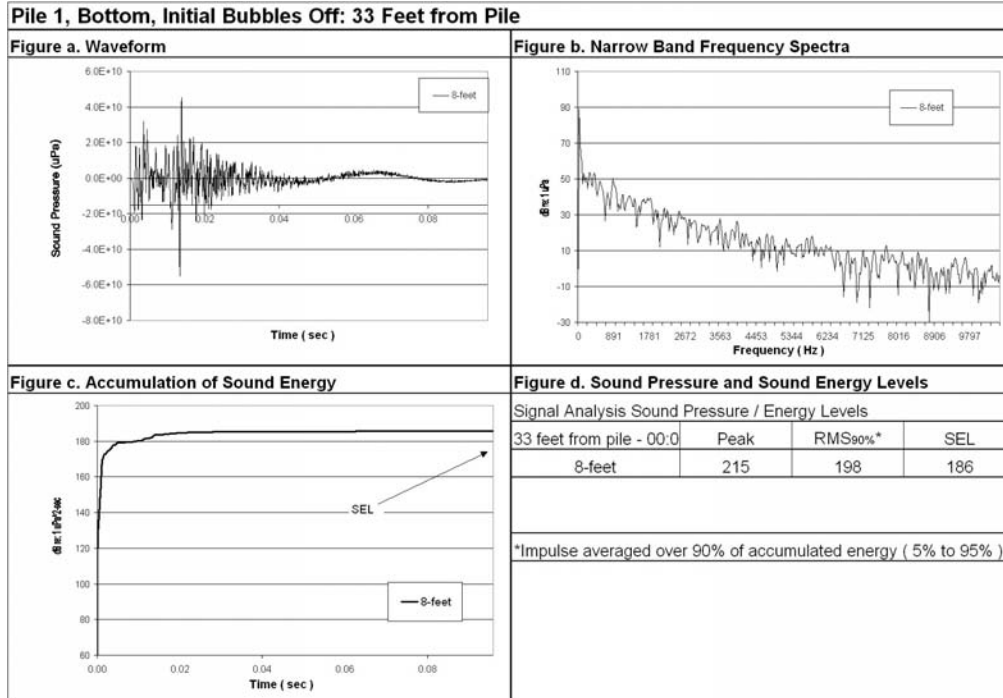 Pile 1, Bottom, Initial Bubbles Off: 33 Feet from Pile
Figure a. Waveform
6.0E+10
4.0E+10
2.0E+10
0.0E+00
-2.0E+10
-4.0E+10
-6.0E+10
-8.0E+10
Sound Pressure (uPa)
0.00 0.02 0.04 0.06 0.08
Time ( sec )
8-feet
Figure b. Narrow Band Frequency Spectra
110
90
70
50
30
10
-10
-30
dB re: 1 uPa
0 891 1781 2672 3563 4453 5344 6234 7125 8016 8906 9797
Frequency ( Hz )
8-feet
Figure c. Accumulation of Sound Energy
200
180
160
140
120
100
80
60
0.00 0.02 0.04 0.06 0.08
Time ( sec )
SEL
8-feet
Figure d. Sound Pressure and Sound Energy Levels
Signal Analysis Sound Pressure / Energy Levels
33 feet from pile - 00:0 Peak RMS90%* SEL
8-feet 215 198 186
*Impulse averaged over 90% of accumulated energy ( 5% to 95% )